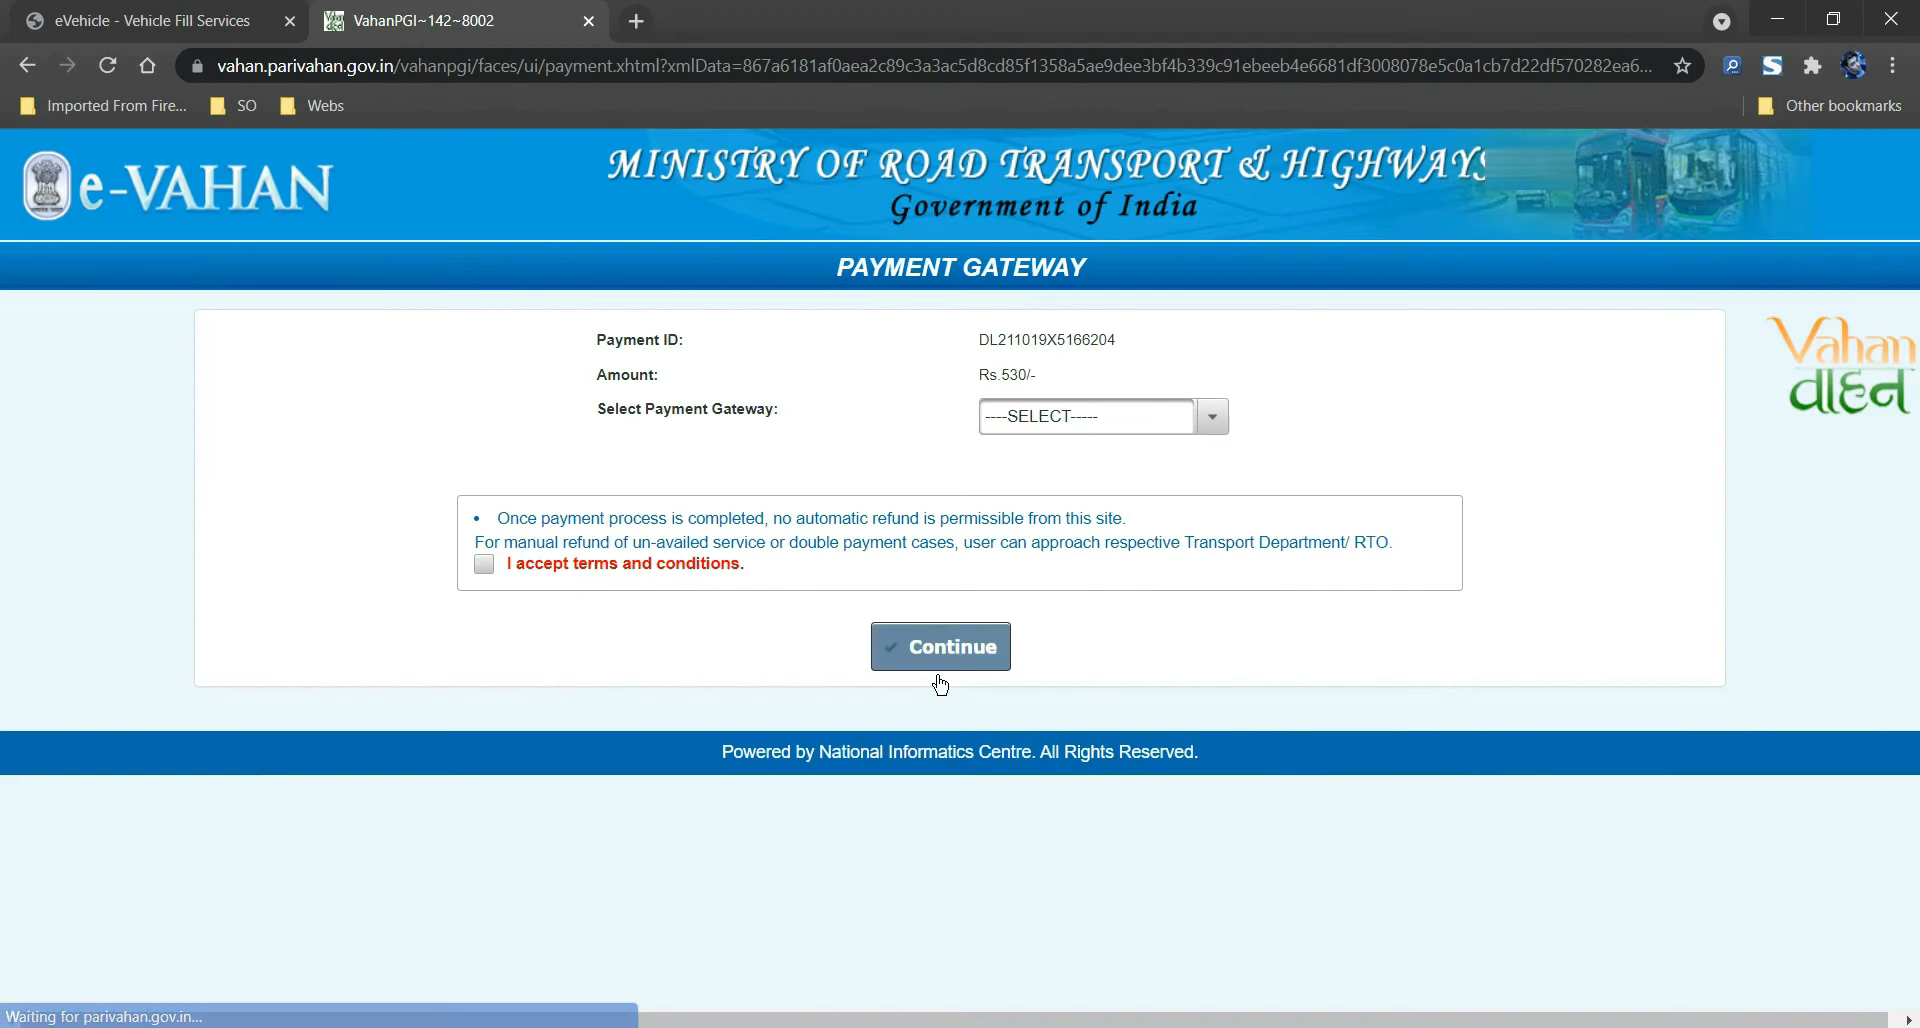 eVehicle - Vehicle Fill Services
VahanPGI~142~8002
vahan.parivahan.gov.in/vahanpgi/faces/ui/payment.xhtml?xmlData=867a6181af0aea2c89c3a3ac5d8cd85f1358a5ae9dee3bf4b339c91ebeeb4e6681df3008078e5c0a1cb7d22df570282ea6...
Imported From Fire...
SO
Webs
Other bookmarks
e-VAHAN
MINISTRY OF ROAD TRANSPORT & HIGHWAYS
Government of India
PAYMENT GATEWAY
Vahan
वाहन
Payment ID: DL211019X5166204
Amount: Rs.530/-
Select Payment Gateway: ----SELECT-----
• Once payment process is completed, no automatic refund is permissible from this site.
For manual refund of un-availed service or double payment cases, user can approach respective Transport Department/ RTO.
I accept terms and conditions.
Continue
Powered by National Informatics Centre. All Rights Reserved.
Waiting for parivahan.gov.in...